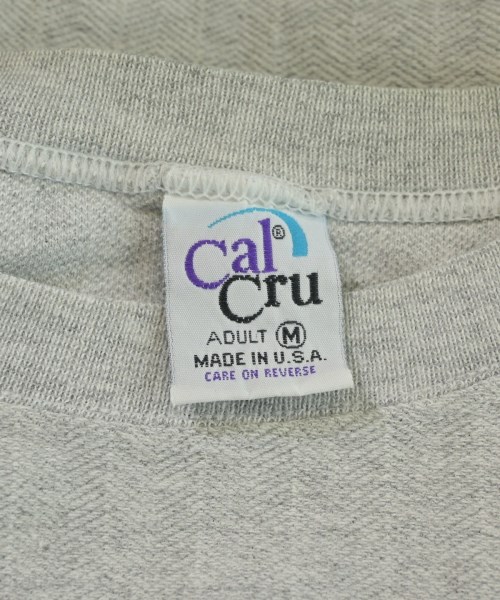 Cal®
Cru
ADULT M
MADE IN U.S.A.
CARE ON REVERSE